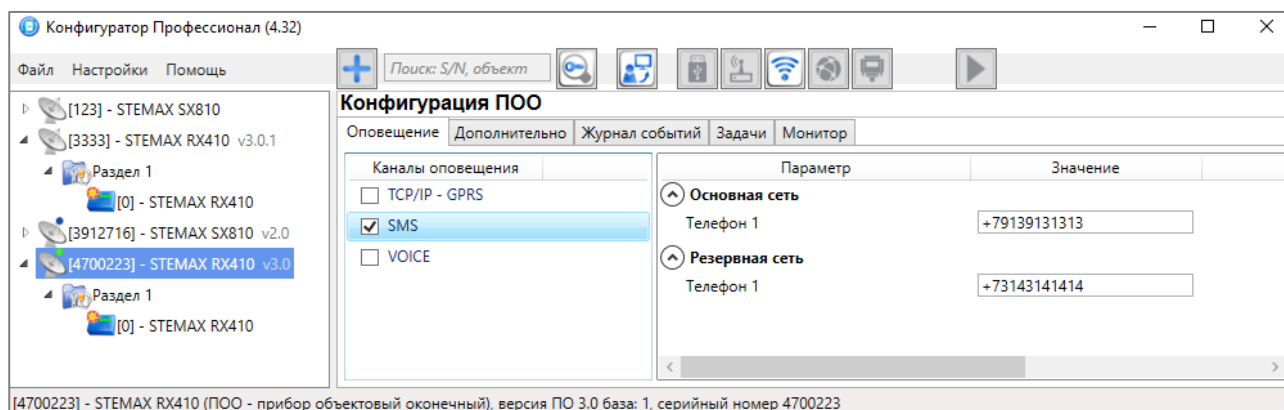 Конфигуратор Профессионал (4.32)
Файл Настройки Помощь
Поиск: S/N, объект
[123] - STEMAX SX810
[3333] - STEMAX RX410 v3.0.1
Раздел 1
[0] - STEMAX RX410
[3912716] - STEMAX SX810 v2.0
[4700223] - STEMAX RX410 v3.0
Раздел 1
[0] - STEMAX RX410
Конфигурация ПОО
Оповещение Дополнительно Журнал событий Задачи Монитор
Каналы оповещения
TCP/IP - GPRS
SMS
VOICE
Параметр Значение
Основная сеть
Телефон 1 +79139131313
Резервная сеть
Телефон 1 +73143141414
[4700223] - STEMAX RX410 (ПОО - прибор объектовый оконечный), версия ПО 3.0 база: 1, серийный номер 4700223